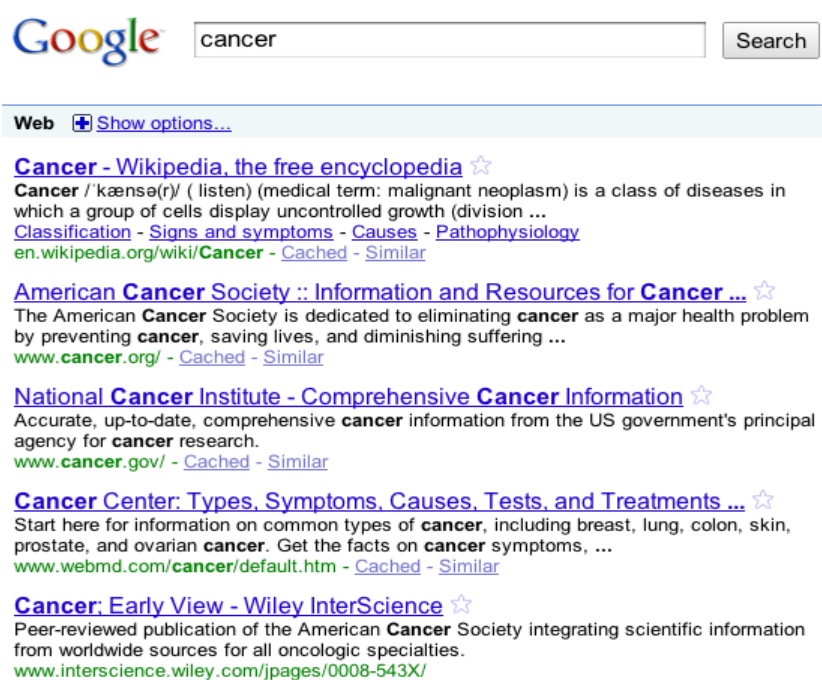 Google
cancer
Search
Web Show options...
Cancer - Wikipedia, the free encyclopedia
Cancer /ˈkænsə(r)/ ( listen) (medical term: malignant neoplasm) is a class of diseases in
which a group of cells display uncontrolled growth (division ...
Classification - Signs and symptoms - Causes - Pathophysiology
en.wikipedia.org/wiki/Cancer - Cached - Similar
American Cancer Society :: Information and Resources for Cancer ...
The American Cancer Society is dedicated to eliminating cancer as a major health problem
by preventing cancer, saving lives, and diminishing suffering ...
www.cancer.org/ - Cached - Similar
National Cancer Institute - Comprehensive Cancer Information
Accurate, up-to-date, comprehensive cancer information from the US government's principal
agency for cancer research.
www.cancer.gov/ - Cached - Similar
Cancer Center: Types, Symptoms, Causes, Tests, and Treatments ...
Start here for information on common types of cancer, including breast, lung, colon, skin,
prostate, and ovarian cancer. Get the facts on cancer symptoms, ...
www.webmd.com/cancer/default.htm - Cached - Similar
Cancer; Early View - Wiley InterScience
Peer-reviewed publication of the American Cancer Society integrating scientific information
from worldwide sources for all oncologic specialties.
www.interscience.wiley.com/jpages/0008-543X/